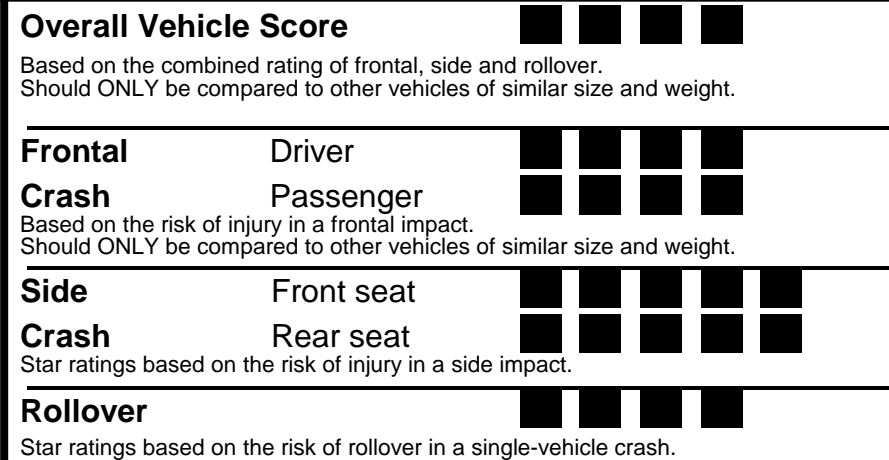 Overall Vehicle Score
Based on the combined rating of frontal, side and rollover.
Should ONLY be compared to other vehicles of similar size and weight.
Frontal Driver
Crash Passenger
Based on the risk of injury in a frontal impact.
Should ONLY be compared to other vehicles of similar size and weight.
Side Front seat
Crash Rear seat
Star ratings based on the risk of injury in a side impact.
Rollover
Star ratings based on the risk of rollover in a single-vehicle crash.